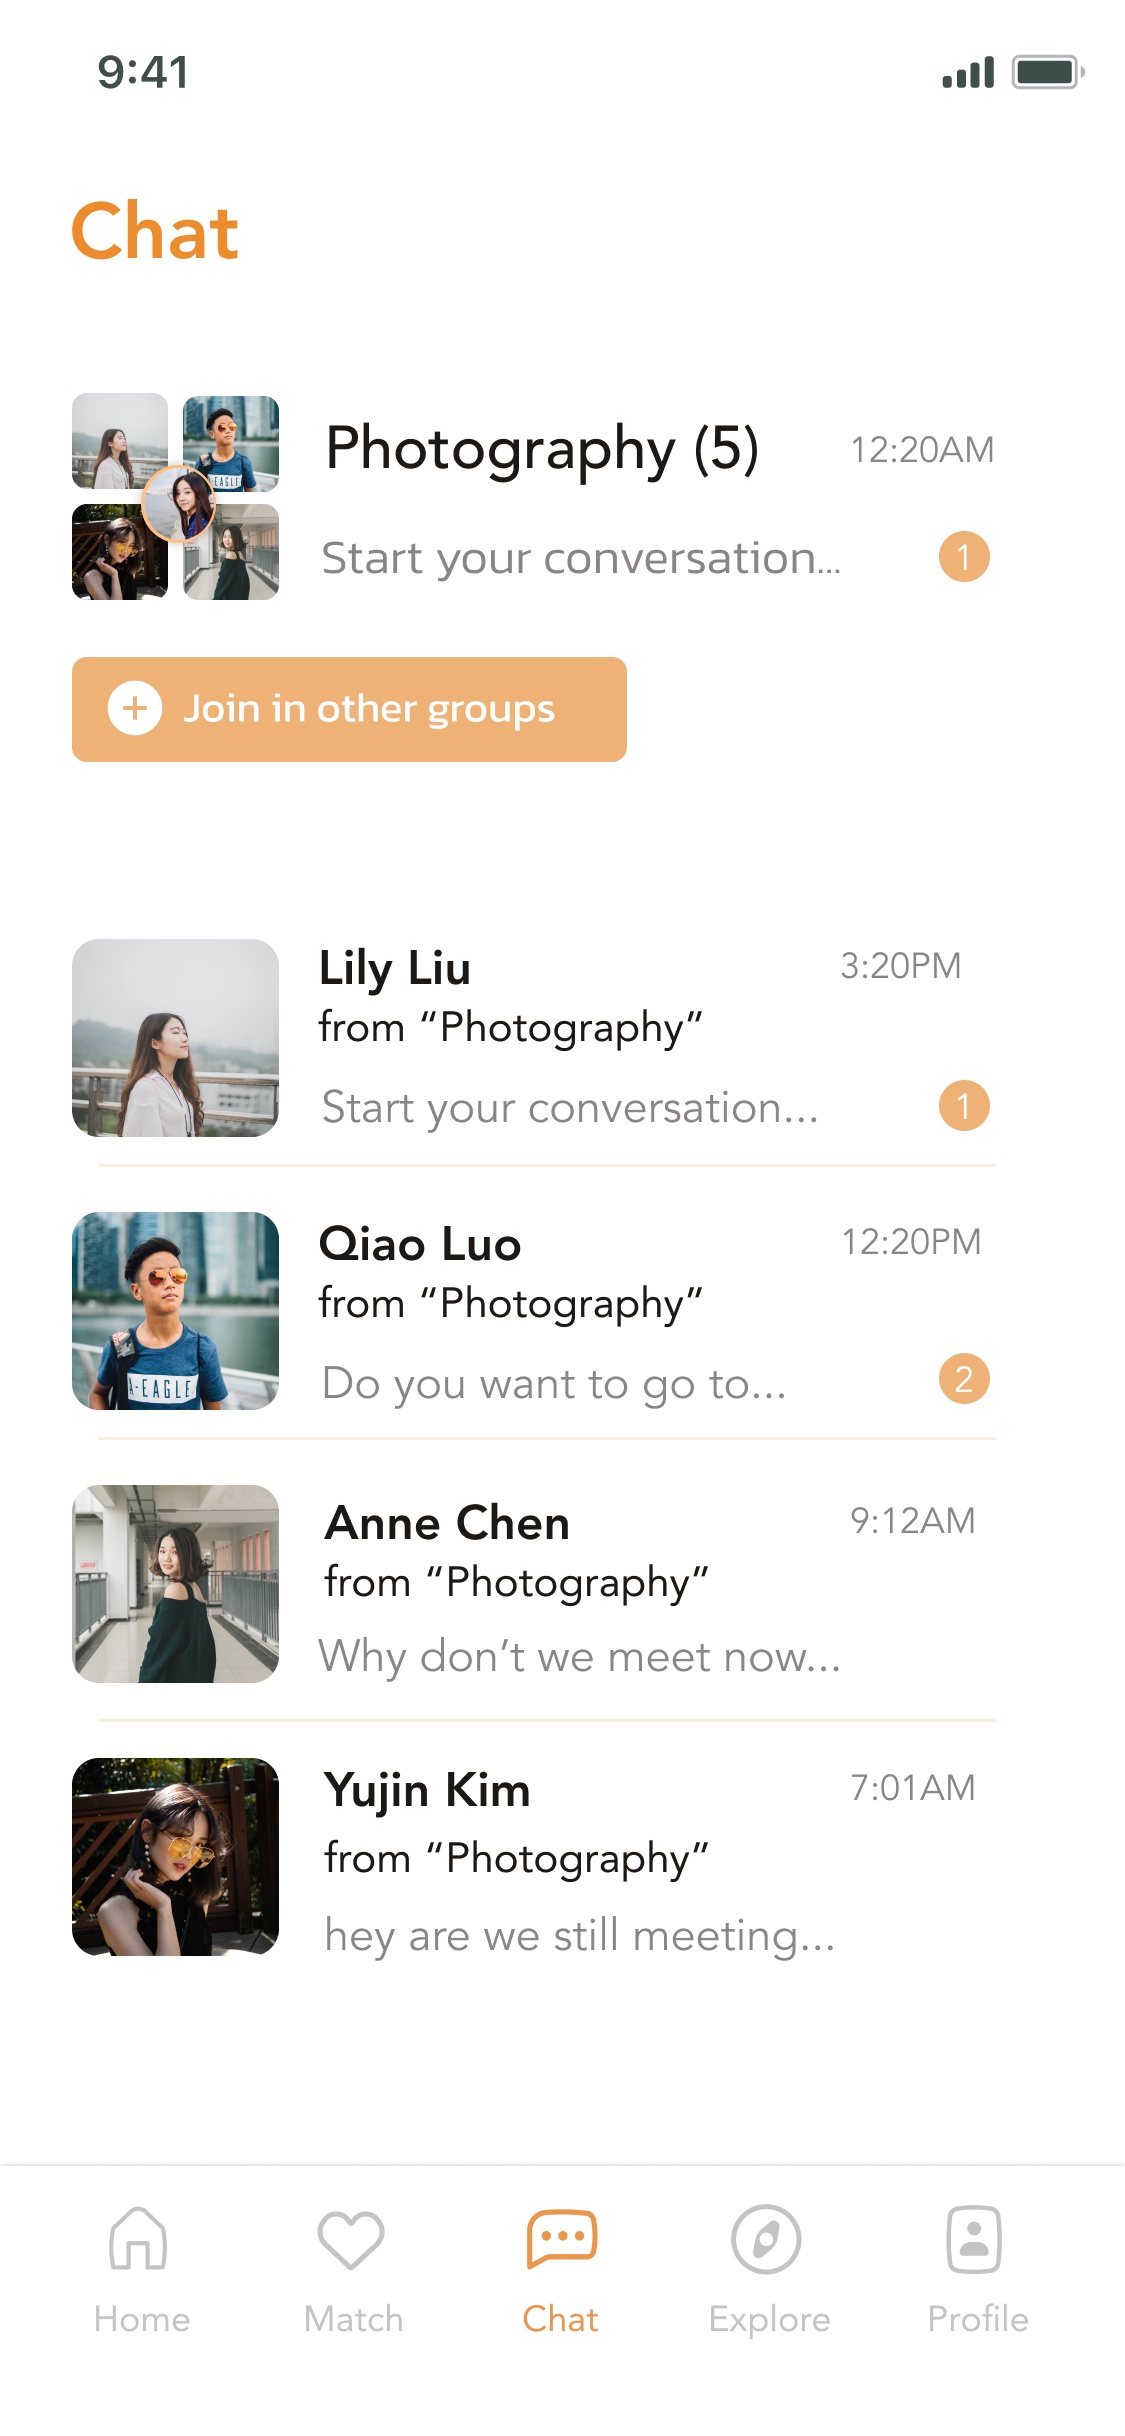 9:41
Chat
Photography (5)
12:20AM
Start your conversation...
1
Join in other groups
Lily Liu
3:20PM
from “Photography”
Start your conversation...
1
Qiao Luo
12:20PM
from “Photography”
Do you want to go to...
2
A-EAGLE
Anne Chen
9:12AM
from “Photography”
Why don’t we meet now...
Yujin Kim
7:01AM
from “Photography”
hey are we still meeting...
Home
Match
Chat
Explore
Profile